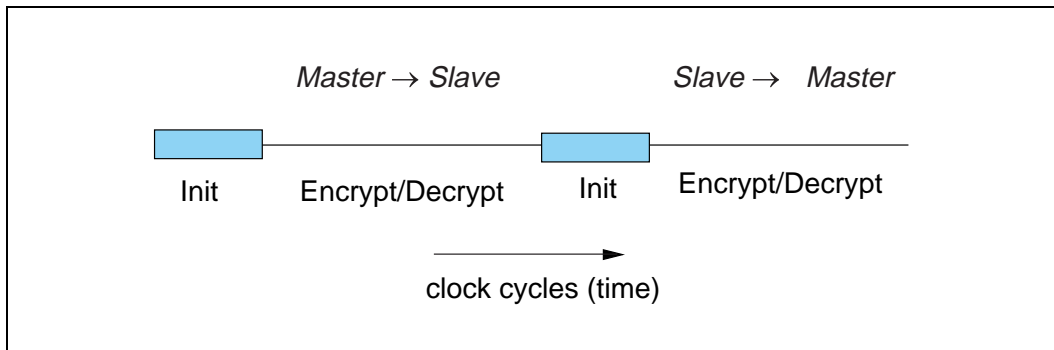 Master → Slave    Slave → Master
Init    Encrypt/Decrypt    Init    Encrypt/Decrypt
clock cycles (time)